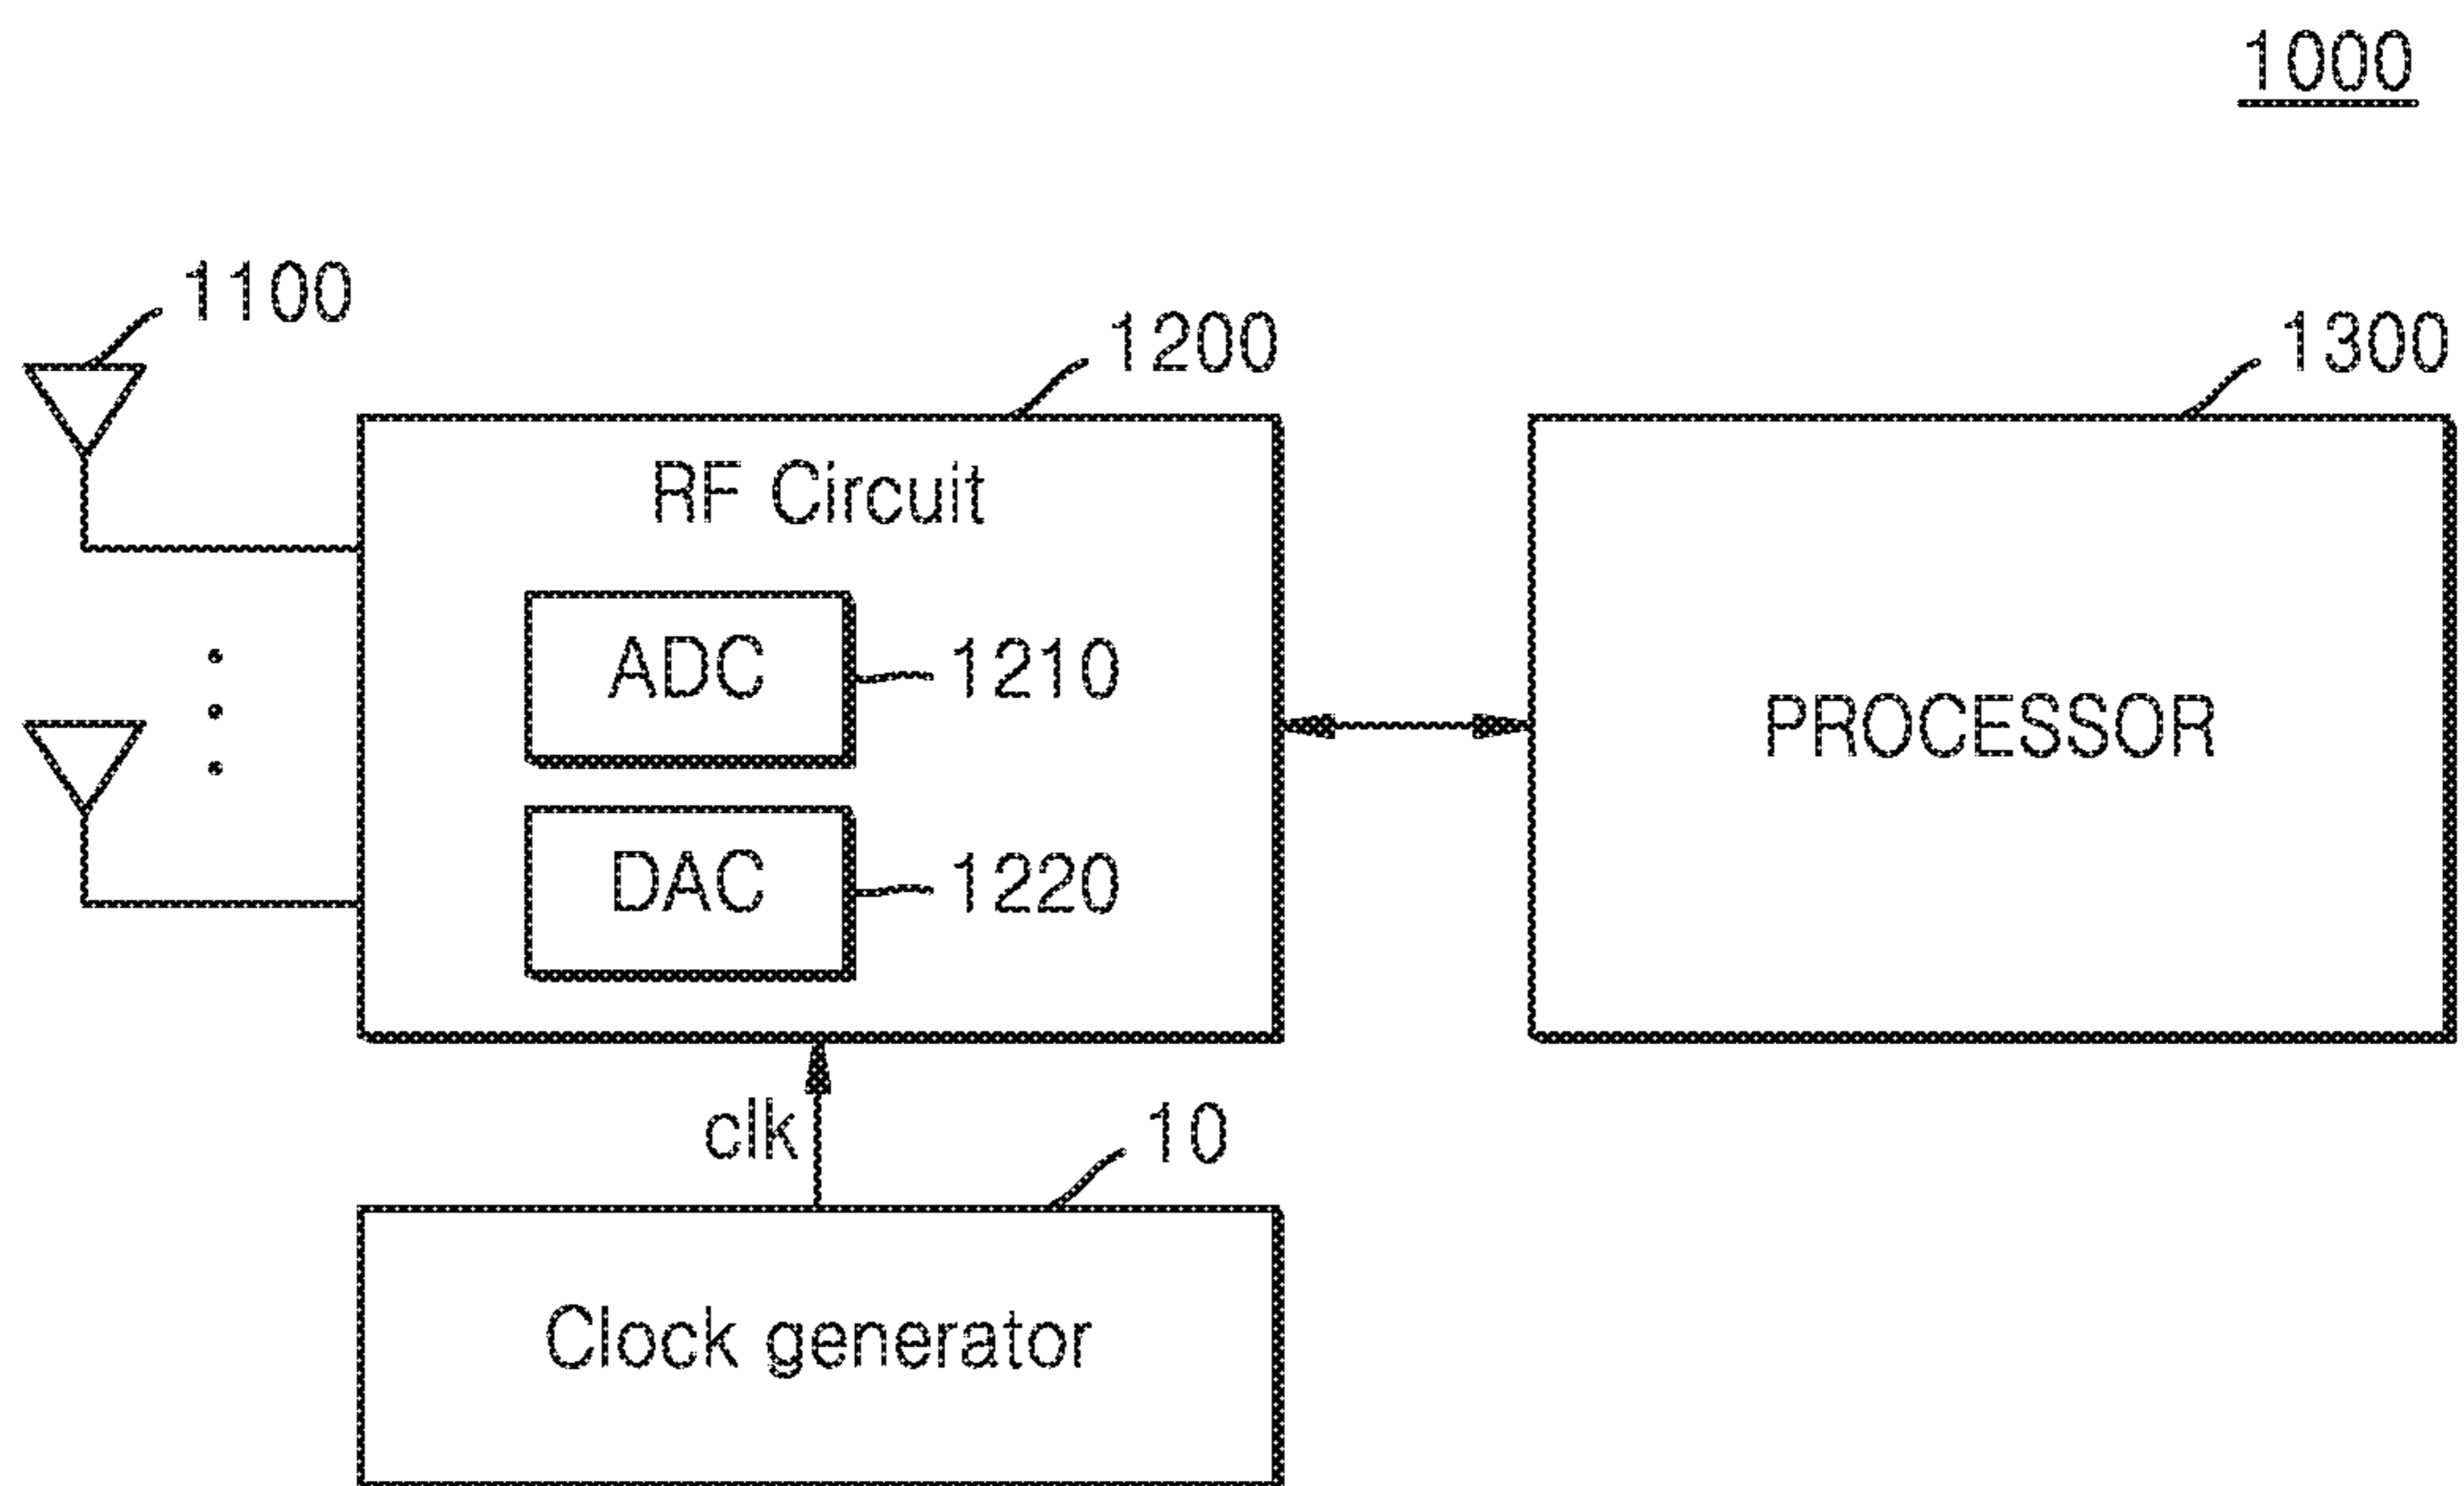 1000
1100
1200
1300
RF Circuit
ADC
1210
PROCESSOR
DAC
1220
clk
10
Clock generator